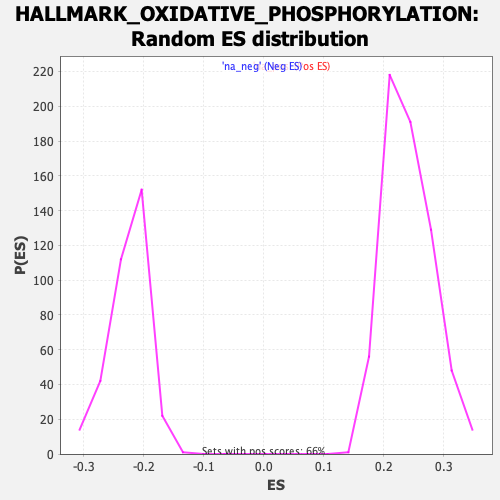 HALLMARK_OXIDATIVE_PHOSPHORYLATION:
Random ES distribution
'na_neg' (Neg ES)os ES)
220
200
180
160
140
120
100
80
60
40
20
0
P(ES)
Sets with pos scores: 66%
-0.3 -0.2 -0.1 0.0 0.1 0.2 0.3
ES